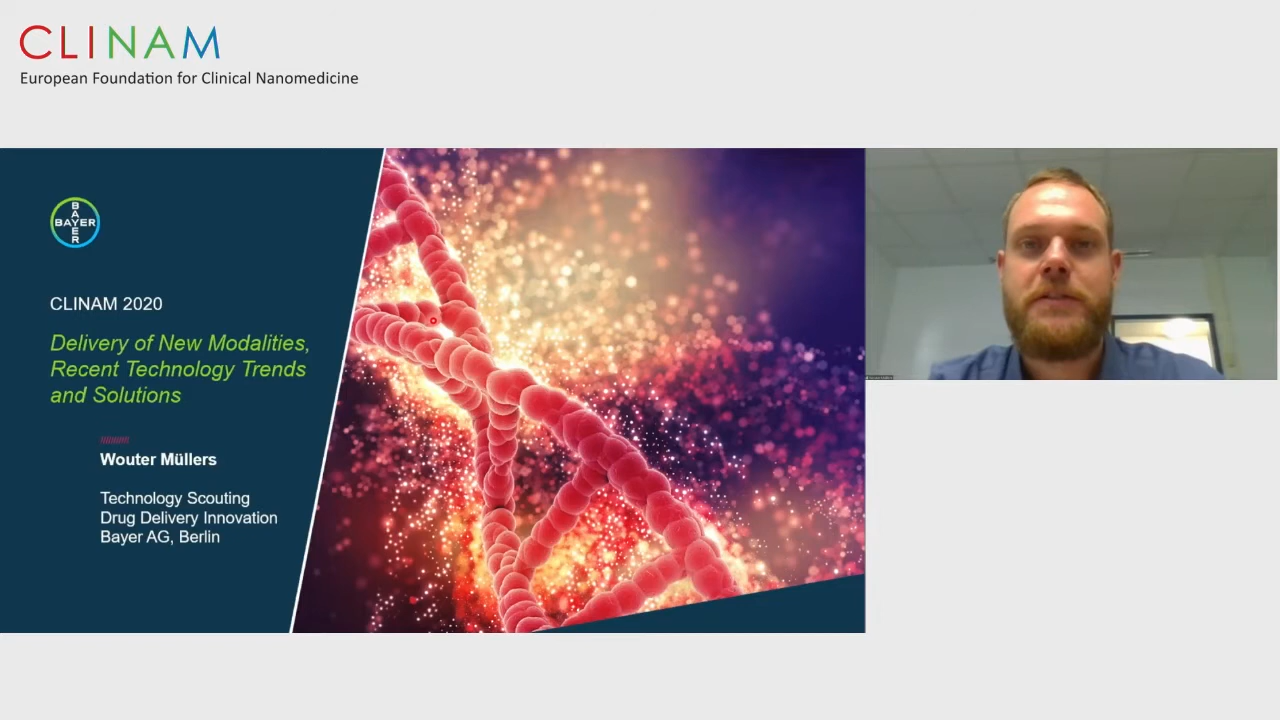 CLINAM
European Foundation for Clinical Nanomedicine
BAYER
BAYER
CLINAM 2020
Delivery of New Modalities,
Recent Technology Trends
and Solutions
Wouter Müllers
Technology Scouting
Drug Delivery Innovation
Bayer AG, Berlin